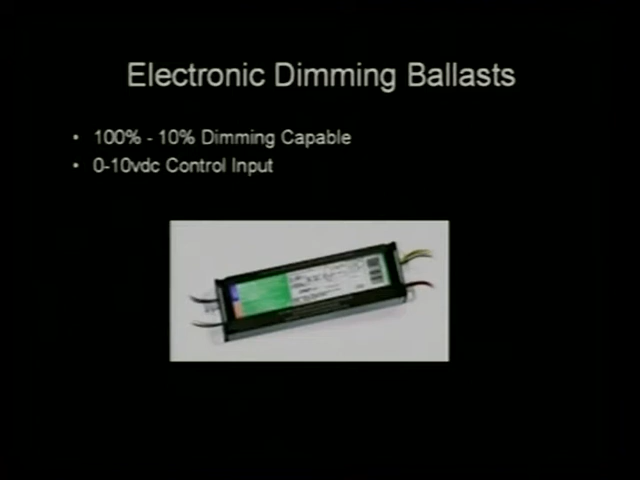 Electronic Dimming Ballasts
• 100% - 10% Dimming Capable
• 0-10vdc Control Input